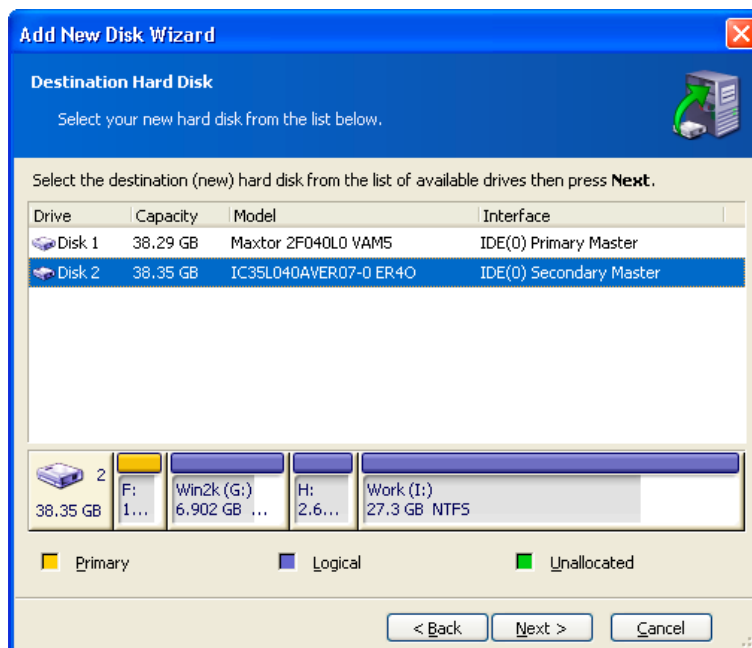 Add New Disk Wizard
Destination Hard Disk
Select your new hard disk from the list below.
Select the destination (new) hard disk from the list of available drives then press Next.
Drive Capacity Model Interface
Disk 1 38.29 GB Maxtor 2F040L0 VAM5 IDE(0) Primary Master
Disk 2 38.35 GB IC35L040AVER07-0 ER4O IDE(0) Secondary Master
2
F: Win2k (G:) H: Work (I:)
38.35 GB 1... 6.902 GB ... 2.6... 27.3 GB NTFS
Primary Logical Unallocated
< Back Next > Cancel